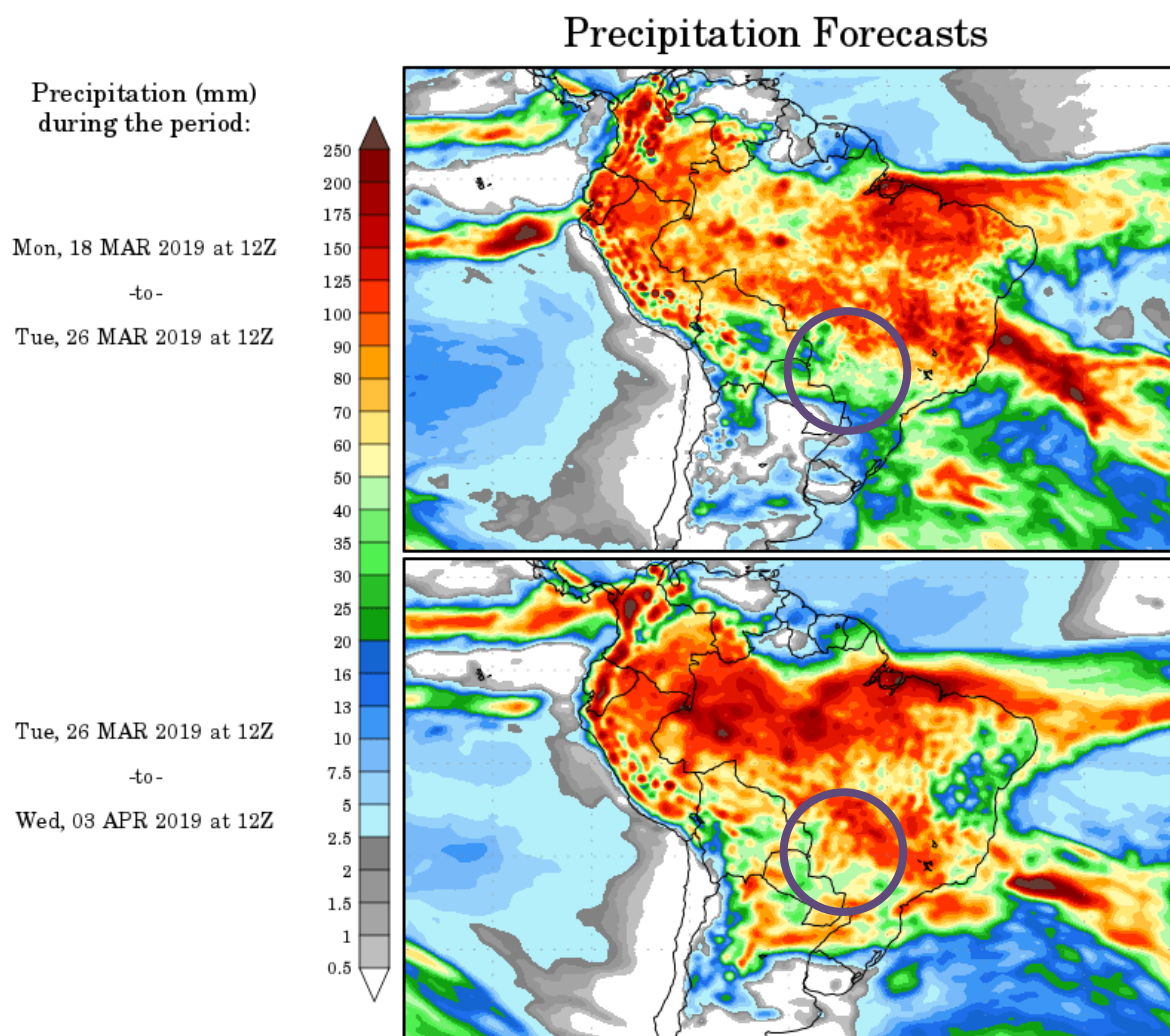 Precipitation Forecasts
Precipitation (mm)
during the period:
250
200
175
150
125
100
90
80
70
60
50
40
35
30
25
20
16
13
10
7.5
5
2.5
2
1.5
1
0.5
Mon, 18 MAR 2019 at 12Z
-to-
Tue, 26 MAR 2019 at 12Z
Tue, 26 MAR 2019 at 12Z
-to-
Wed, 03 APR 2019 at 12Z